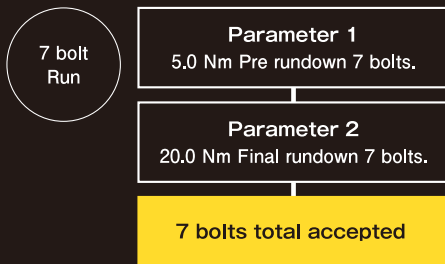 7 bolt
Run
Parameter 1
5.0 Nm Pre rundown 7 bolts.
Parameter 2
20.0 Nm Final rundown 7 bolts.
7 bolts total accepted